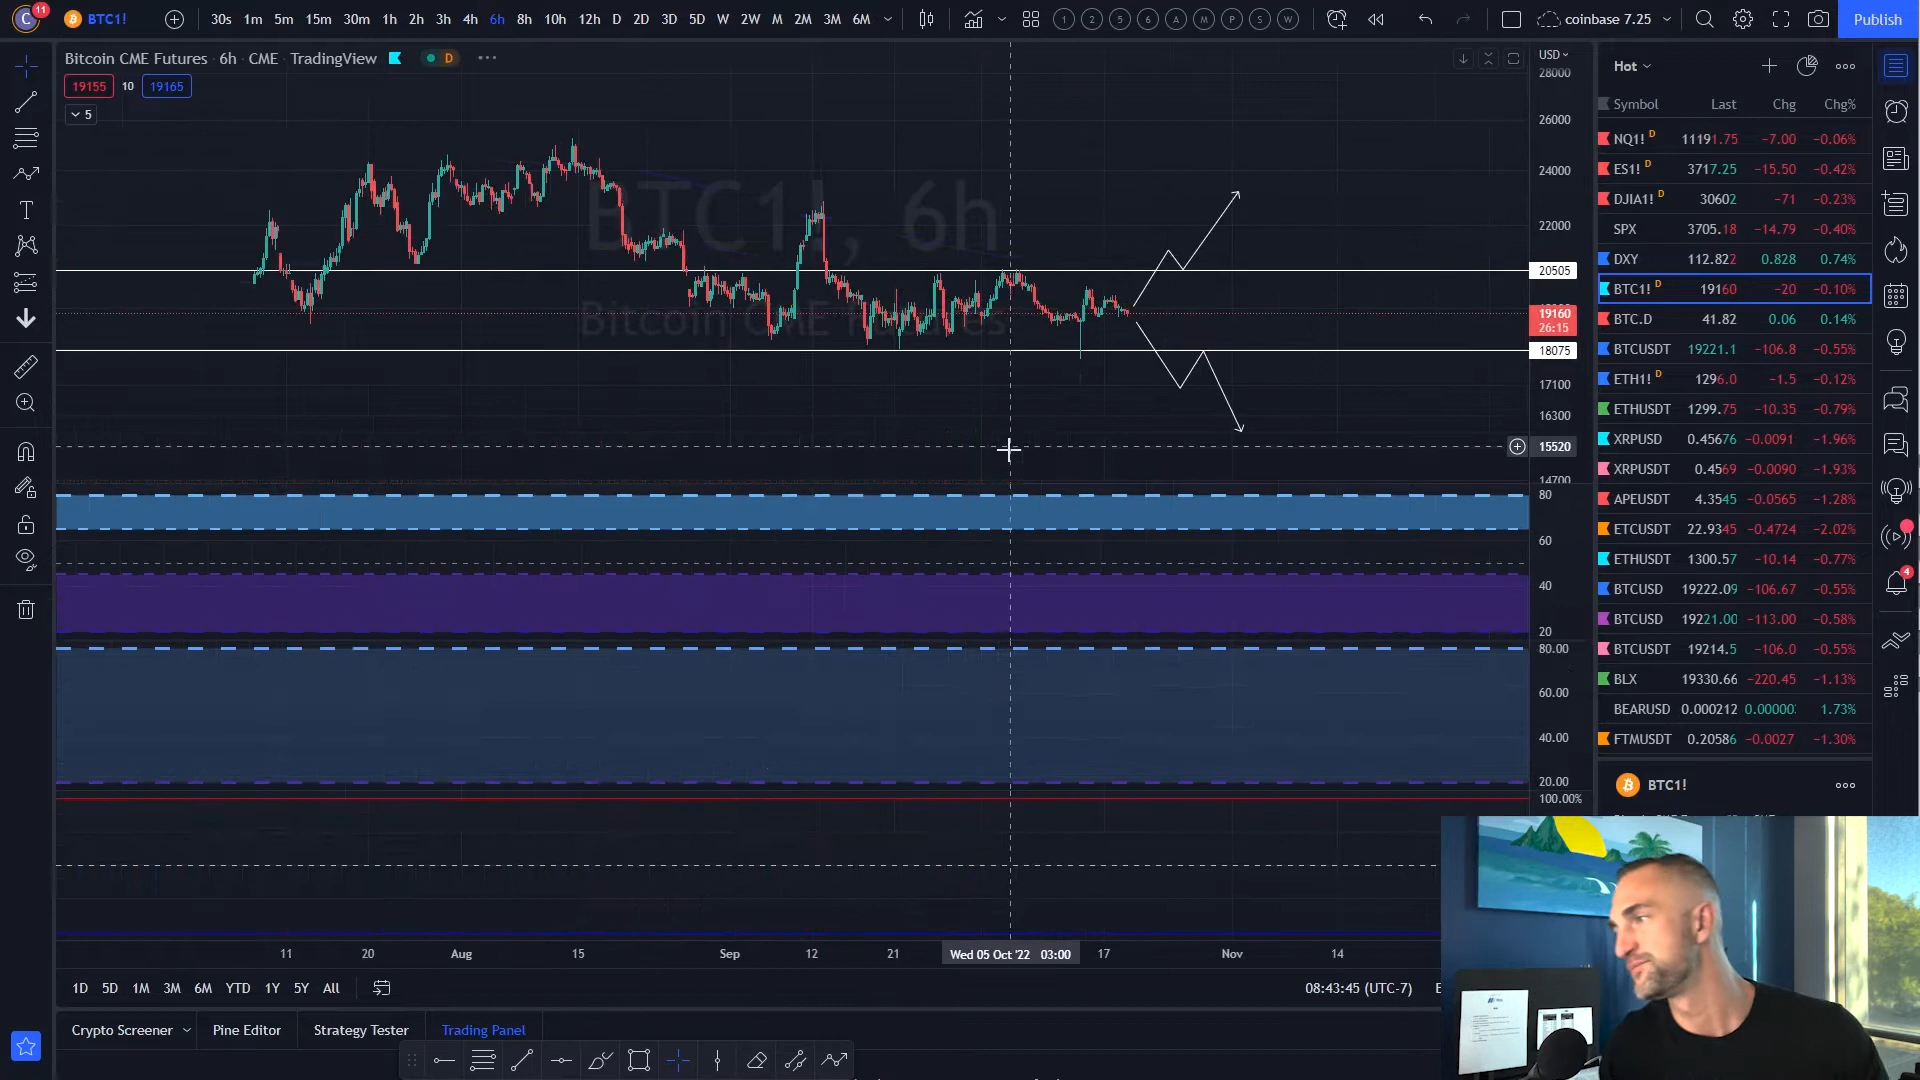 C 11 BTC1! 30s 1m 5m 15m 30m 1h 2h 3h 4h 6h 8h 10h 12h D 2D 3D 5D W 2W M 2M 3M 6M 1 2 5 6 A M P S W coinbase 7.25 Publish
Bitcoin CME Futures · 6h · CME TradingView D
19155 10 19165
5
BTC1!, 6h
Bitcoin CME Futures
USD
28000
26000
24000
22000
20505
19160
26:15
18075
17100
16300
15520
14700
80
60
40
20
80.00
60.00
40.00
20.00
100.00%
11 20 Aug 15 Sep 12 21 Wed 05 Oct '22 03:00 17 Nov 14
1D 5D 1M 3M 6M YTD 1Y 5Y All 08:43:45 (UTC-7)
Crypto Screener Pine Editor Strategy Tester Trading Panel
Hot
Symbol Last Chg Chg%
NQ1! D 11191.75 −7.00 −0.06%
ES1! D 3717.25 −15.50 −0.42%
DJIA1! D 30602 −71 −0.23%
SPX 3705.18 −14.79 −0.40%
DXY 112.822 0.828 0.74%
BTC1! D 19160 −20 −0.10%
BTC.D 41.82 0.06 0.14%
BTCUSDT 19221.1 −106.8 −0.55%
ETH1! D 1296.0 −1.5 −0.12%
ETHUSDT 1299.75 −10.35 −0.79%
XRPUSD 0.45676 −0.0091 −1.96%
XRPUSDT 0.4569 −0.0090 −1.93%
APEUSDT 4.3545 −0.0565 −1.28%
ETCUSDT 22.9345 −0.4724 −2.02%
ETHUSDT 1300.57 −10.14 −0.77%
BTCUSD 19222.09 −106.67 −0.55%
BTCUSD 19221.00 −113.00 −0.58%
BTCUSDT 19214.5 −106.0 −0.55%
BLX 19330.66 −220.45 −1.13%
BEARUSD 0.000212 0.00000 1.73%
FTMUSDT 0.20586 −0.0027 −1.30%
BTC1!
4